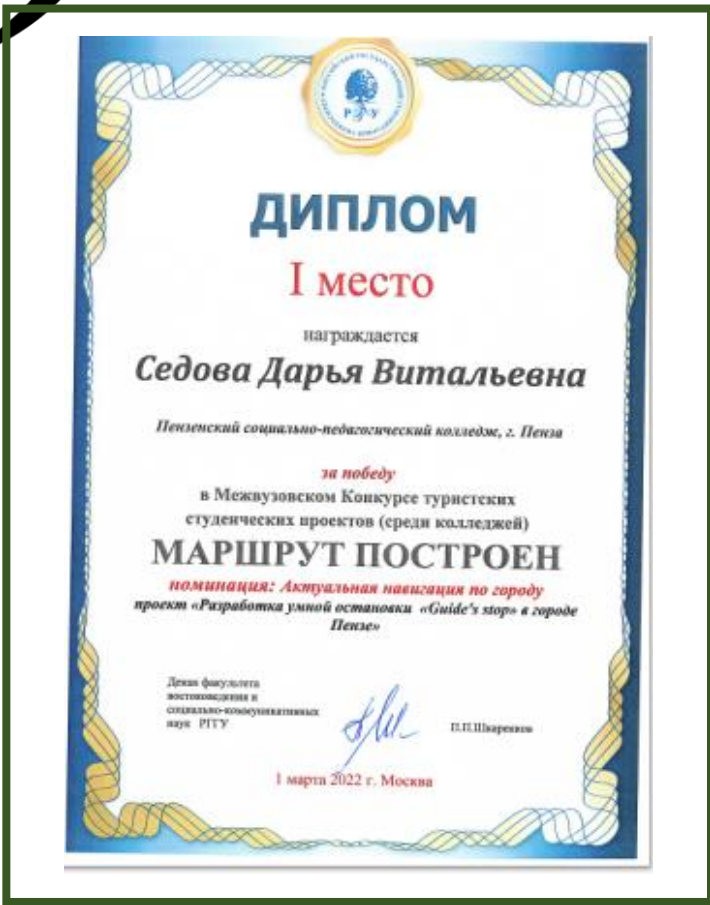 РГГУ
ДИПЛОМ
I место
награждается
Седова Дарья Витальевна
Пензенский социально-педагогический колледж, г. Пенза
за победу
в Межвузовском Конкурсе туристских
студенческих проектов (среди колледжей)
МАРШРУТ ПОСТРОЕН
номинация: Актуальная навигация по городу
проект «Разработка умной остановки «Guide's stop» в городе
Пензе»
Декан факультета
востоковедения и
социально-коммуникативных
наук РГГУ
П.П.Шкаренков
1 марта 2022 г. Москва